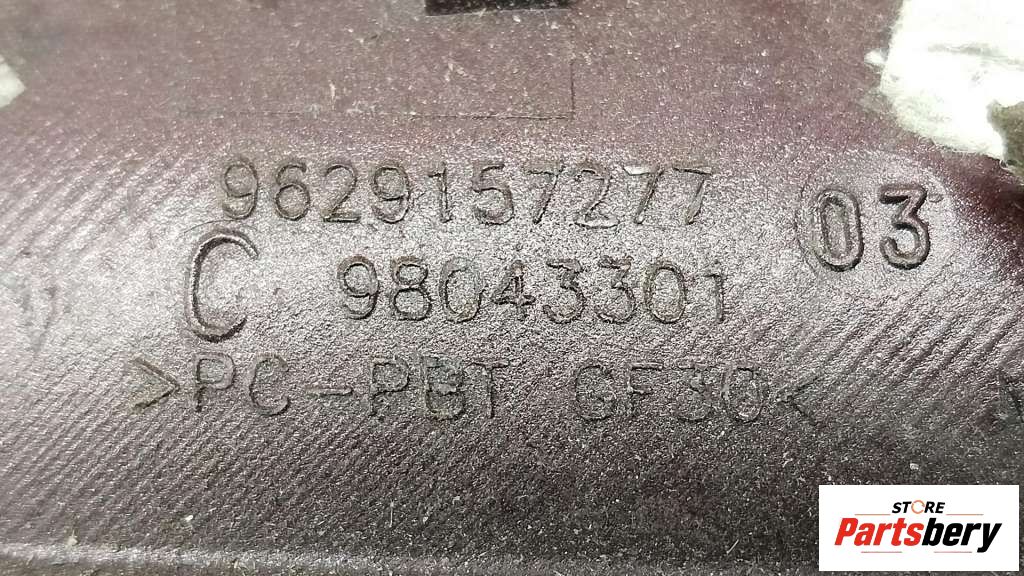 9629157277
03
C 98043301
>PC-PBT GF30<
STORE
Partsbery